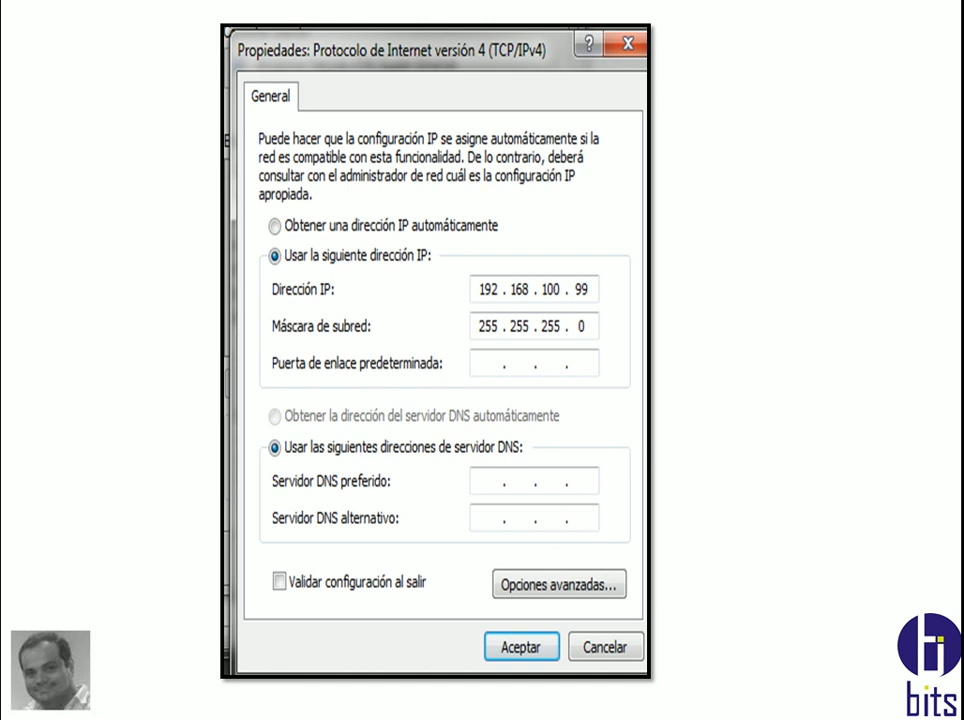 Propiedades: Protocolo de Internet versión 4 (TCP/IPv4)
General
Puede hacer que la configuración IP se asigne automáticamente si la
red es compatible con esta funcionalidad. De lo contrario, deberá
consultar con el administrador de red cuál es la configuración IP
apropiada.
Obtener una dirección IP automáticamente
Usar la siguiente dirección IP:
Dirección IP: 192 . 168 . 100 . 99
Máscara de subred: 255 . 255 . 255 . 0
Puerta de enlace predeterminada: . . .
Obtener la dirección del servidor DNS automáticamente
Usar las siguientes direcciones de servidor DNS:
Servidor DNS preferido: . . .
Servidor DNS alternativo: . . .
Validar configuración al salir
Opciones avanzadas...
Aceptar Cancelar
bits